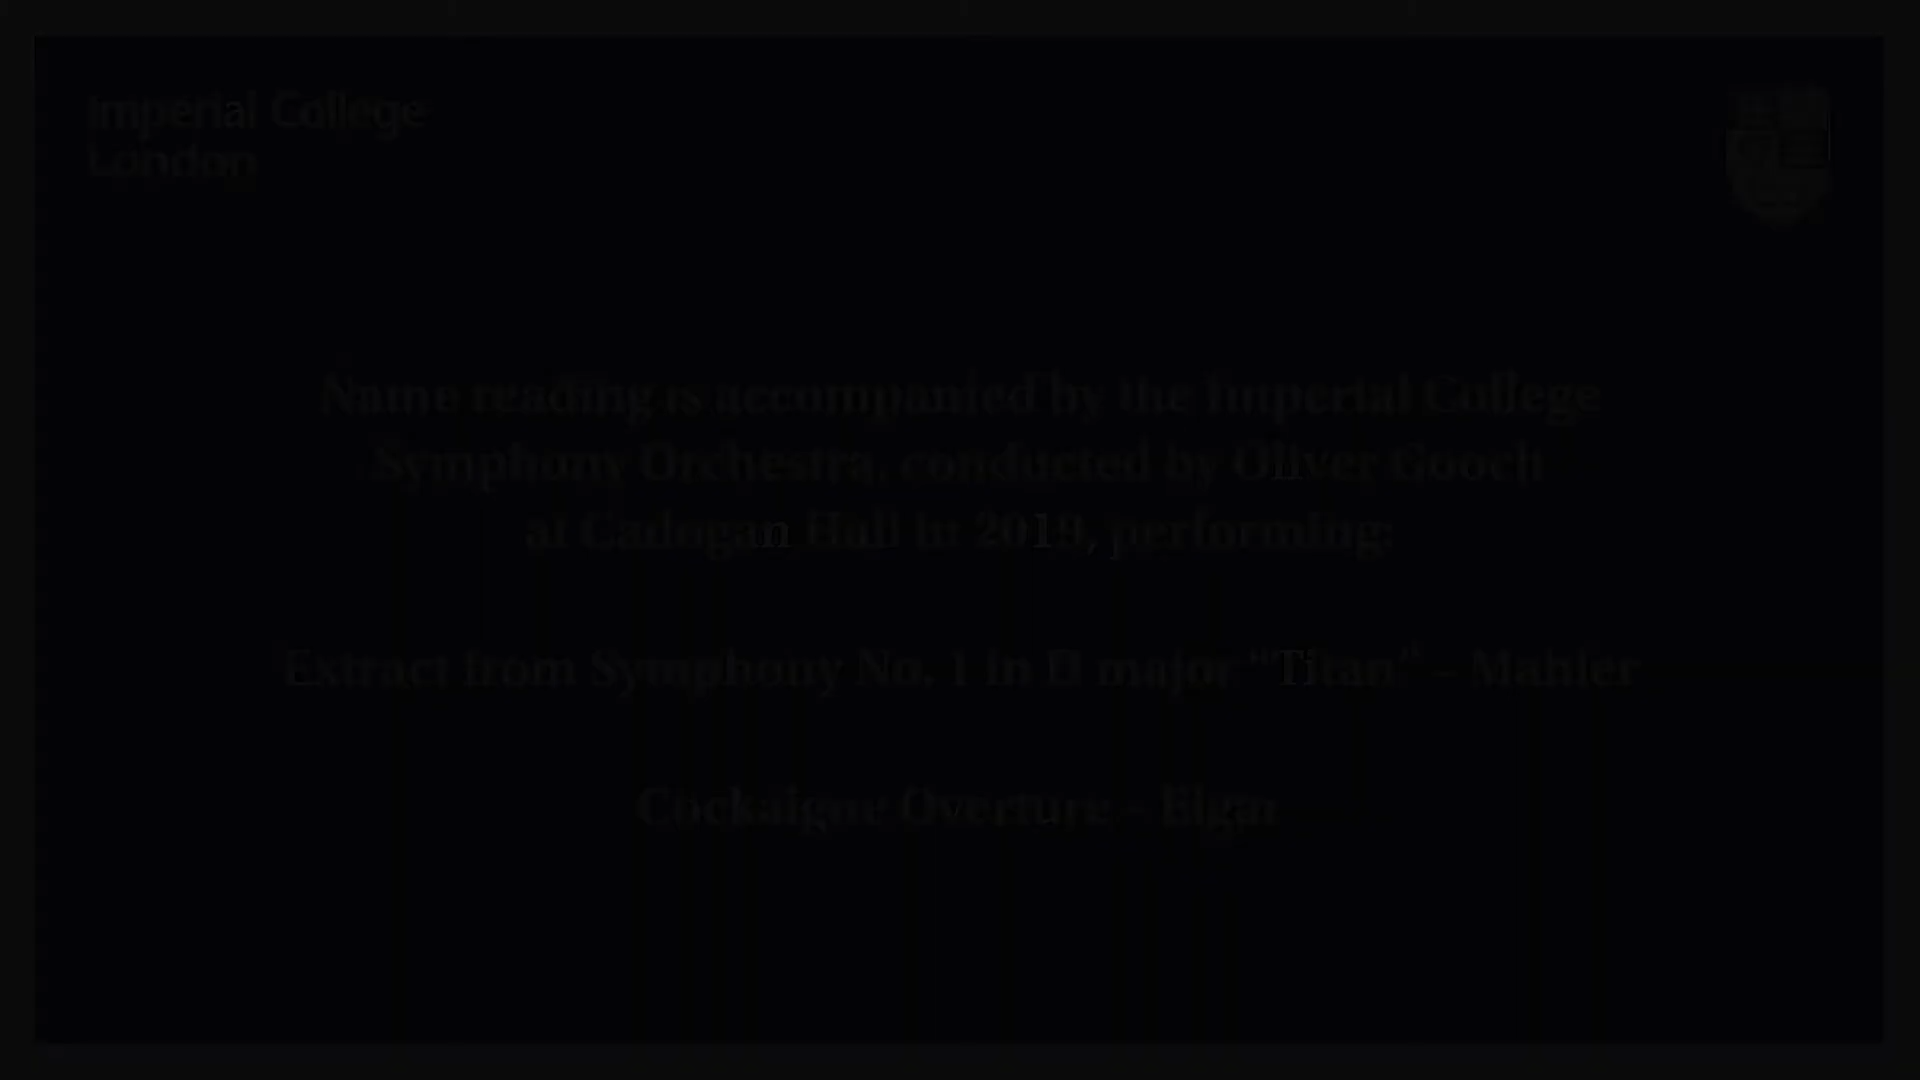 Imperial College
London
Name reading is accompanied by the Imperial College
Symphony Orchestra, conducted by Oliver Gooch
at Cadogan Hall in 2019, performing:
Extract from Symphony No. 1 in D major “Titan” – Mahler
Cockaigne Overture – Elgar